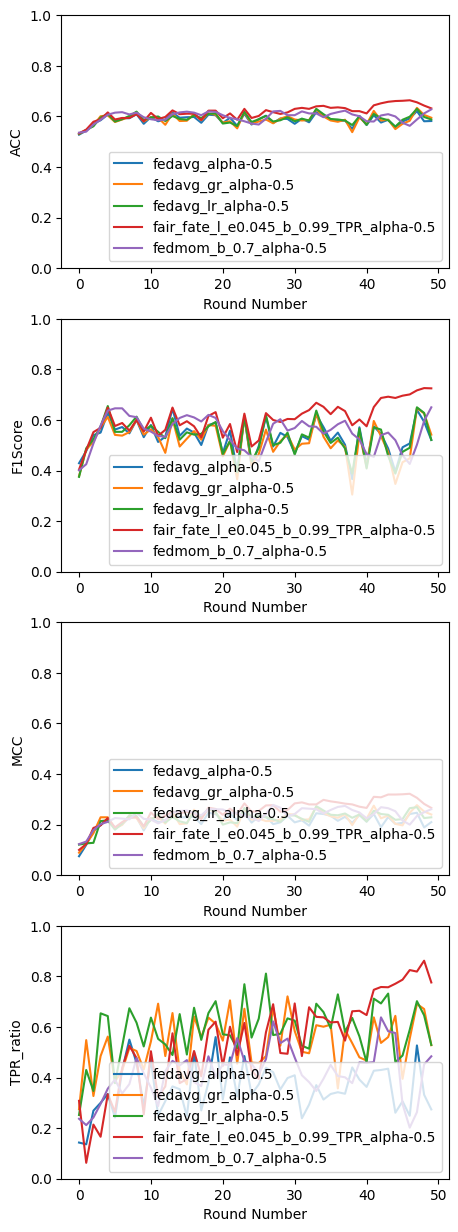 1.0
0.8
0.6
0.4
0.2
0.0
ACC
fedavg_alpha-0.5
fedavg_gr_alpha-0.5
fedavg_lr_alpha-0.5
fair_fate_l_e0.045_b_0.99_TPR_alpha-0.5
fedmom_b_0.7_alpha-0.5
0 10 20 30 40 50
Round Number
1.0
0.8
0.6
0.4
0.2
0.0
F1Score
fedavg_alpha-0.5
fedavg_gr_alpha-0.5
fedavg_lr_alpha-0.5
fair_fate_l_e0.045_b_0.99_TPR_alpha-0.5
fedmom_b_0.7_alpha-0.5
0 10 20 30 40 50
Round Number
1.0
0.8
0.6
0.4
0.2
0.0
MCC
fedavg_alpha-0.5
fedavg_gr_alpha-0.5
fedavg_lr_alpha-0.5
fair_fate_l_e0.045_b_0.99_TPR_alpha-0.5
fedmom_b_0.7_alpha-0.5
0 10 20 30 40 50
Round Number
1.0
0.8
0.6
0.4
0.2
0.0
TPR_ratio
fedavg_alpha-0.5
fedavg_gr_alpha-0.5
fedavg_lr_alpha-0.5
fair_fate_l_e0.045_b_0.99_TPR_alpha-0.5
fedmom_b_0.7_alpha-0.5
0 10 20 30 40 50
Round Number